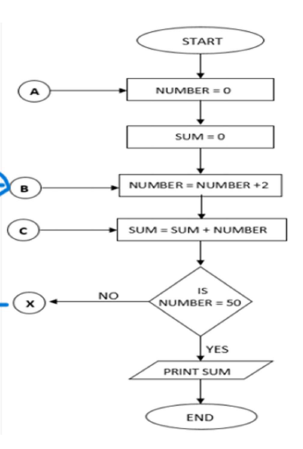 START
A
NUMBER = 0
SUM = 0
B
NUMBER = NUMBER +2
C
SUM = SUM + NUMBER
IS
NUMBER = 50
NO
X
YES
PRINT SUM
END